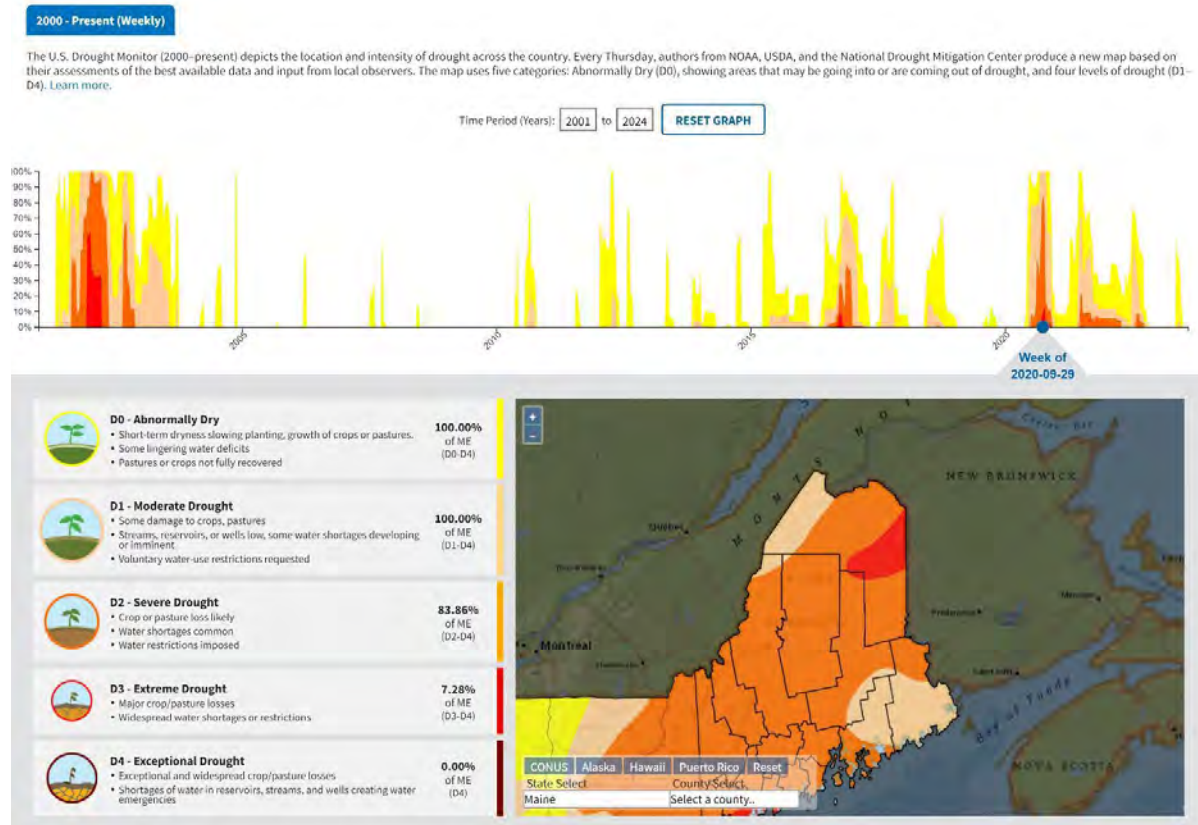 2000 - Present (Weekly)
The U.S. Drought Monitor (2000–present) depicts the location and intensity of drought across the country. Every Thursday, authors from NOAA, USDA, and the National Drought Mitigation Center produce a new map based on
their assessments of the best available data and input from local observers. The map uses five categories: Abnormally Dry (D0), showing areas that may be going into or are coming out of drought, and four levels of drought (D1–
D4). Learn more.
Time Period (Years): 2001 to 2024 RESET GRAPH
00%
90%
80%
70%
60%
50%
40%
30%
20%
10%
0%
2005
2010
2015
2020
Week of
2020-09-29
D0 - Abnormally Dry
• Short-term dryness slowing planting, growth of crops or pastures.
• Some lingering water deficits
• Pastures or crops not fully recovered
100.00%
of ME
(D0-D4)
D1 - Moderate Drought
• Some damage to crops, pastures
• Streams, reservoirs, or wells low, some water shortages developing
or imminent
• Voluntary water-use restrictions requested
100.00%
of ME
(D1-D4)
D2 - Severe Drought
• Crop or pasture loss likely
• Water shortages common
• Water restrictions imposed
83.86%
of ME
(D2-D4)
D3 - Extreme Drought
• Major crop/pasture losses
• Widespread water shortages or restrictions
7.28%
of ME
(D3-D4)
D4 - Exceptional Drought
• Exceptional and widespread crop/pasture losses
• Shortages of water in reservoirs, streams, and wells creating water
emergencies
0.00%
of ME
(D4)
+
–
MONTS NOT
NEW BRUNSWICK
Québec
Montreal
Fredericton
Bay of Fundy
NOVA SCOTIA
CONUS Alaska Hawaii Puerto Rico Reset
State Select County Select
Maine Select a county..